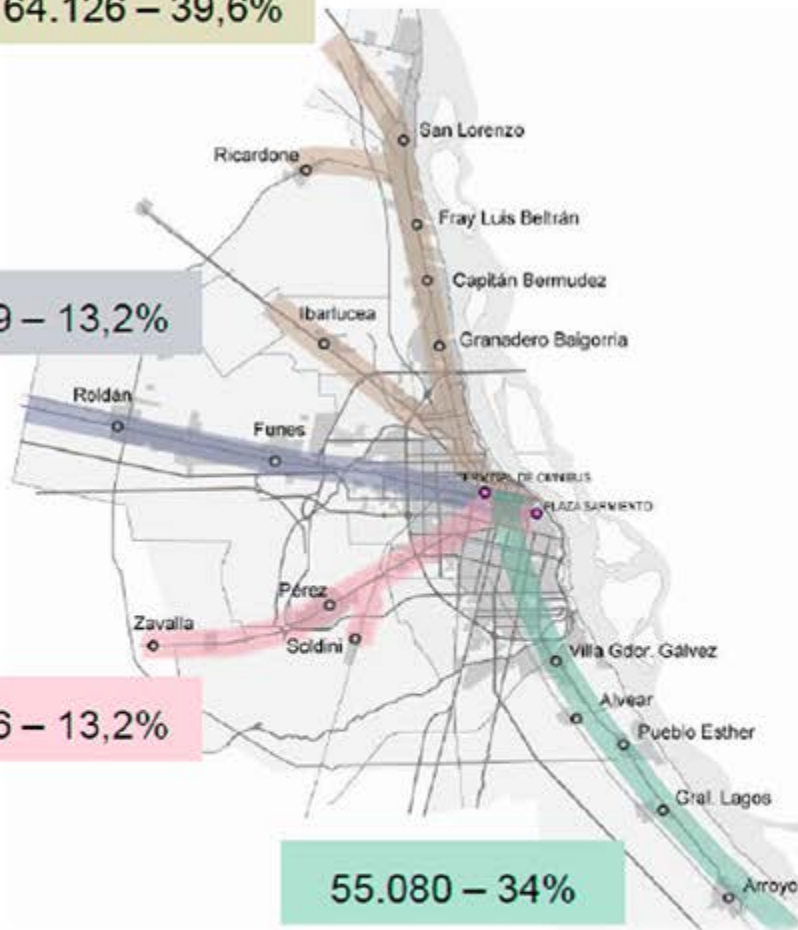 64.126 – 39,6%
San Lorenzo
Ricardone
Fray Luis Beltrán
Capitán Bermudez
9 – 13,2%
Ibarlucea
Granadero Baigorria
Roldán
Funes
DE OMNIBUS
PLAZA SARMIENTO
Pérez
Zavalla
Soldini
Villa Gdor. Gálvez
Alvear
6 – 13,2%
Pueblo Esther
Gral. Lagos
55.080 – 34%
Arroyo